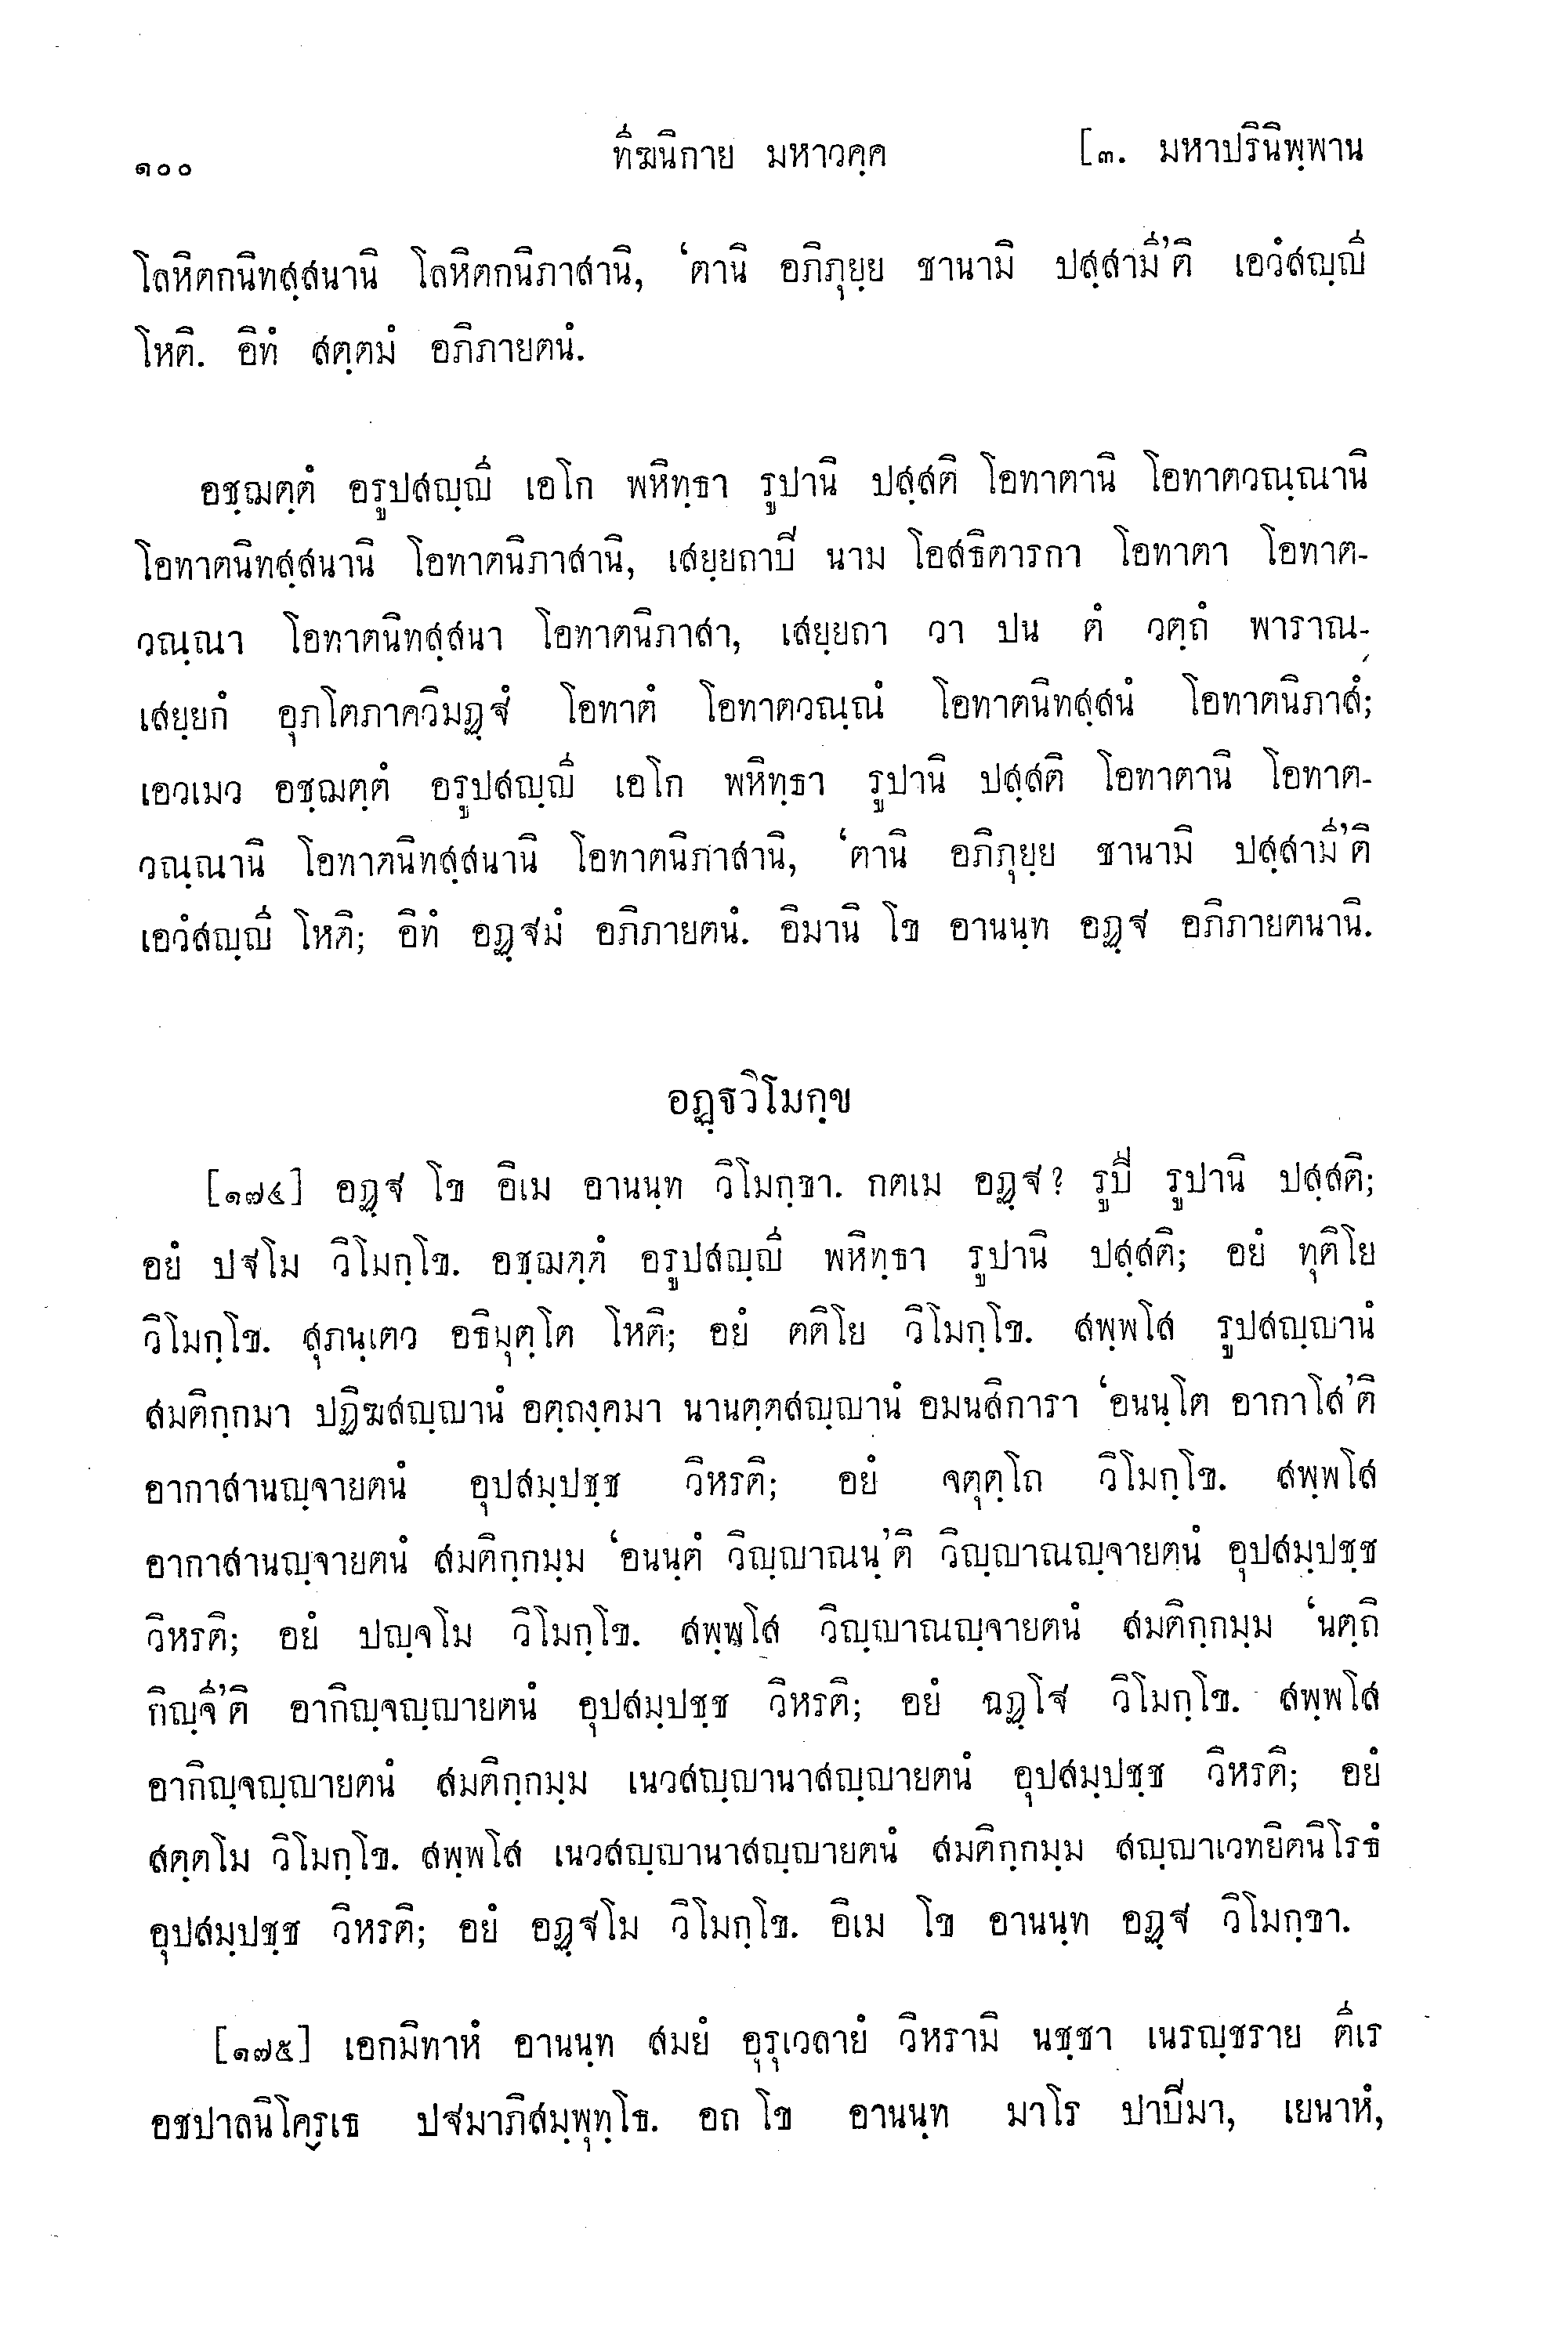 ๑๐๐ ทีฆนิกาย มหาวคฺค [๓. มหาปรินิพฺพาน
โลหิตกนิทสฺสนานิ โลหิตกนิภาสานิ, ‘ตานิ อภิภุยฺย ชานามิ ปสฺสามี’ติ เอวํสญฺญี
โหติ. อิทํ สตฺตมํ อภิภายตนํ.
อชฺฌตฺตํ อรูปสญฺญี เอโก พหิทฺธา รูปานิ ปสฺสติ โอทาตานิ โอทาตวณฺณานิ
โอทาตนิทสฺสนานิ โอทาตนิภาสานิ, เสยฺยถาปิ นาม โอสธิตารกา โอทาตา โอทาต-
วณฺณา โอทาตนิทสฺสนา โอทาตนิภาสา, เสยฺยถา วา ปน ตํ วตฺถํ พาราณ-
เสยฺยกํ อุภโตภาควิมฏฺฐํ โอทาตํ โอทาตวณฺณํ โอทาตนิทสฺสนํ โอทาตนิภาสํ;
เอวเมว อชฺฌตฺตํ อรูปสญฺญี เอโก พหิทฺธา รูปานิ ปสฺสติ โอทาตานิ โอทาต-
วณฺณานิ โอทาตนิทสฺสนานิ โอทาตนิภาสานิ, ‘ตานิ อภิภุยฺย ชานามิ ปสฺสามี’ติ
เอวํสญฺญี โหติ; อิทํ อฏฺฐมํ อภิภายตนํ. อิมานิ โข อานนฺท อฏฺฐ อภิภายตนานิ.
อฏฺฐวิโมกฺข
[๑๗๔] อฏฺฐ โข อิเม อานนฺท วิโมกฺขา. กตเม อฏฺฐ? รูปี รูปานิ ปสฺสติ;
อยํ ปฐโม วิโมกฺโข. อชฺฌตฺตํ อรูปสญฺญี พหิทฺธา รูปานิ ปสฺสติ; อยํ ทุติโย
วิโมกฺโข. สุภนฺเตว อธิมุตฺโต โหติ; อยํ ตติโย วิโมกฺโข. สพฺพโส รูปสญฺญานํ
สมติกฺกมา ปฏิฆสญฺญานํ อตฺถงฺคมา นานตฺตสญฺญานํ อมนสิการา ‘อนนฺโต อากาโส’ติ
อากาสานญฺจายตนํ อุปสมฺปชฺช วิหรติ; อยํ จตุตฺโถ วิโมกฺโข. สพฺพโส
อากาสานญฺจายตนํ สมติกฺกมฺม ‘อนนฺตํ วิญฺญาณนฺ’ติ วิญฺญาณญฺจายตนํ อุปสมฺปชฺช
วิหรติ; อยํ ปญฺจโม วิโมกฺโข. สพฺพโส วิญฺญาณญฺจายตนํ สมติกฺกมฺม ‘นตฺถิ
กิญฺจี’ติ อากิญฺจญฺญายตนํ อุปสมฺปชฺช วิหรติ; อยํ ฉฏฺโฐ วิโมกฺโข. สพฺพโส
อากิญฺจญฺญายตนํ สมติกฺกมฺม เนวสญฺญานาสญฺญายตนํ อุปสมฺปชฺช วิหรติ; อยํ
สตฺตโม วิโมกฺโข. สพฺพโส เนวสญฺญานาสญฺญายตนํ สมติกฺกมฺม สญฺญาเวทยิตนิโรธํ
อุปสมฺปชฺช วิหรติ; อยํ อฏฺฐโม วิโมกฺโข. อิเม โข อานนฺท อฏฺฐ วิโมกฺขา.
[๑๗๕] เอกมิทาหํ อานนฺท สมยํ อุรุเวลายํ วิหรามิ นชฺชา เนรญฺชราย ตีเร
อชปาลนิโคฺรเธ ปฐมาภิสมฺพุทฺโธ. อถ โข อานนฺท มาโร ปาปิมา, เยนาหํ,